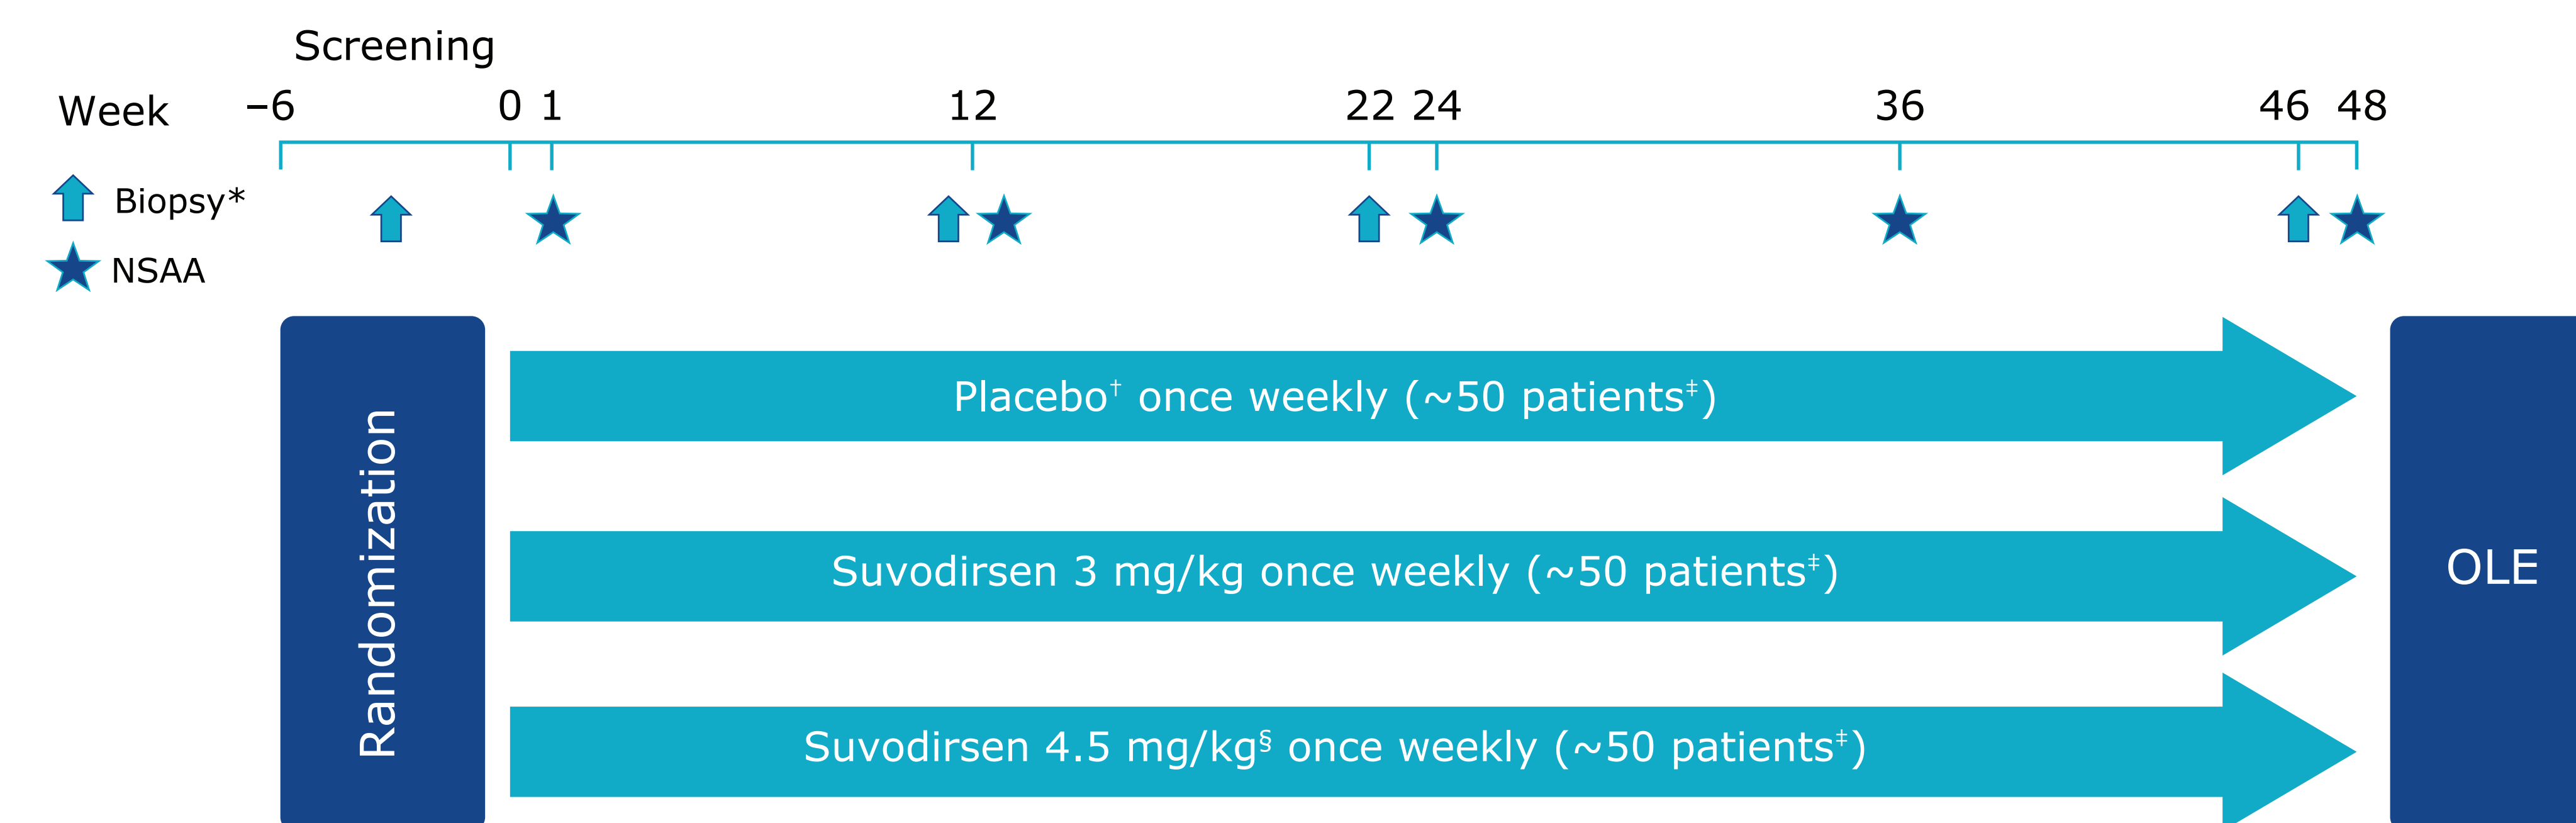 Screening
Week −6 0 1 12 22 24 36 46 48
Biopsy*
NSAA
Randomization
Placebo† once weekly (~50 patients‡)
Suvodirsen 3 mg/kg once weekly (~50 patients‡)
Suvodirsen 4.5 mg/kg§ once weekly (~50 patients‡)
OLE